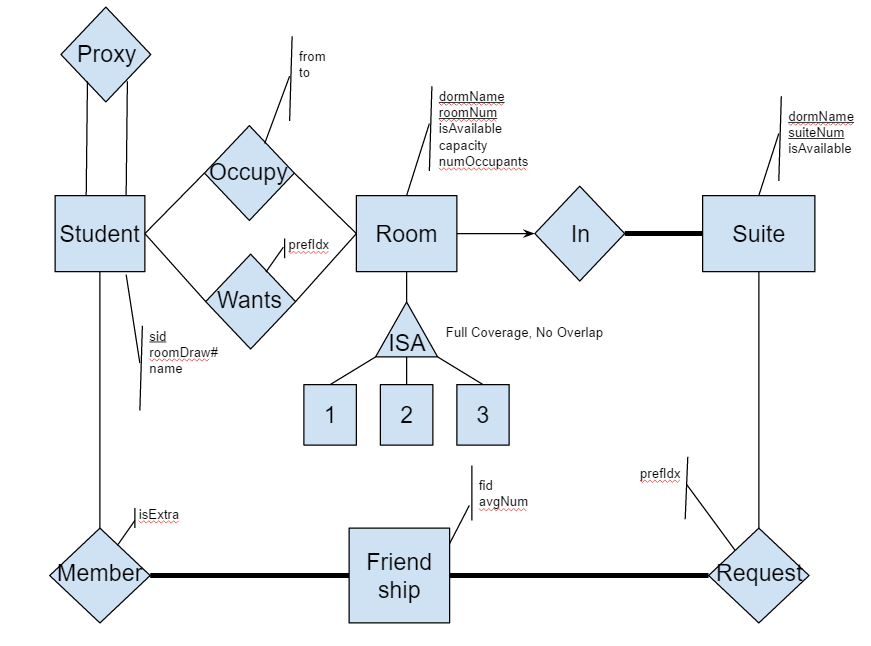 Proxy
from
to
dormName
roomNum
isAvailable
capacity
numOccupants
dormName
suiteNum
isAvailable
Occupy
Student
Room
In
Suite
prefIdx
Wants
sid
roomDraw#
name
ISA
Full Coverage, No Overlap
1
2
3
fid
avgNum
prefIdx
isExtra
Member
Friend
ship
Request